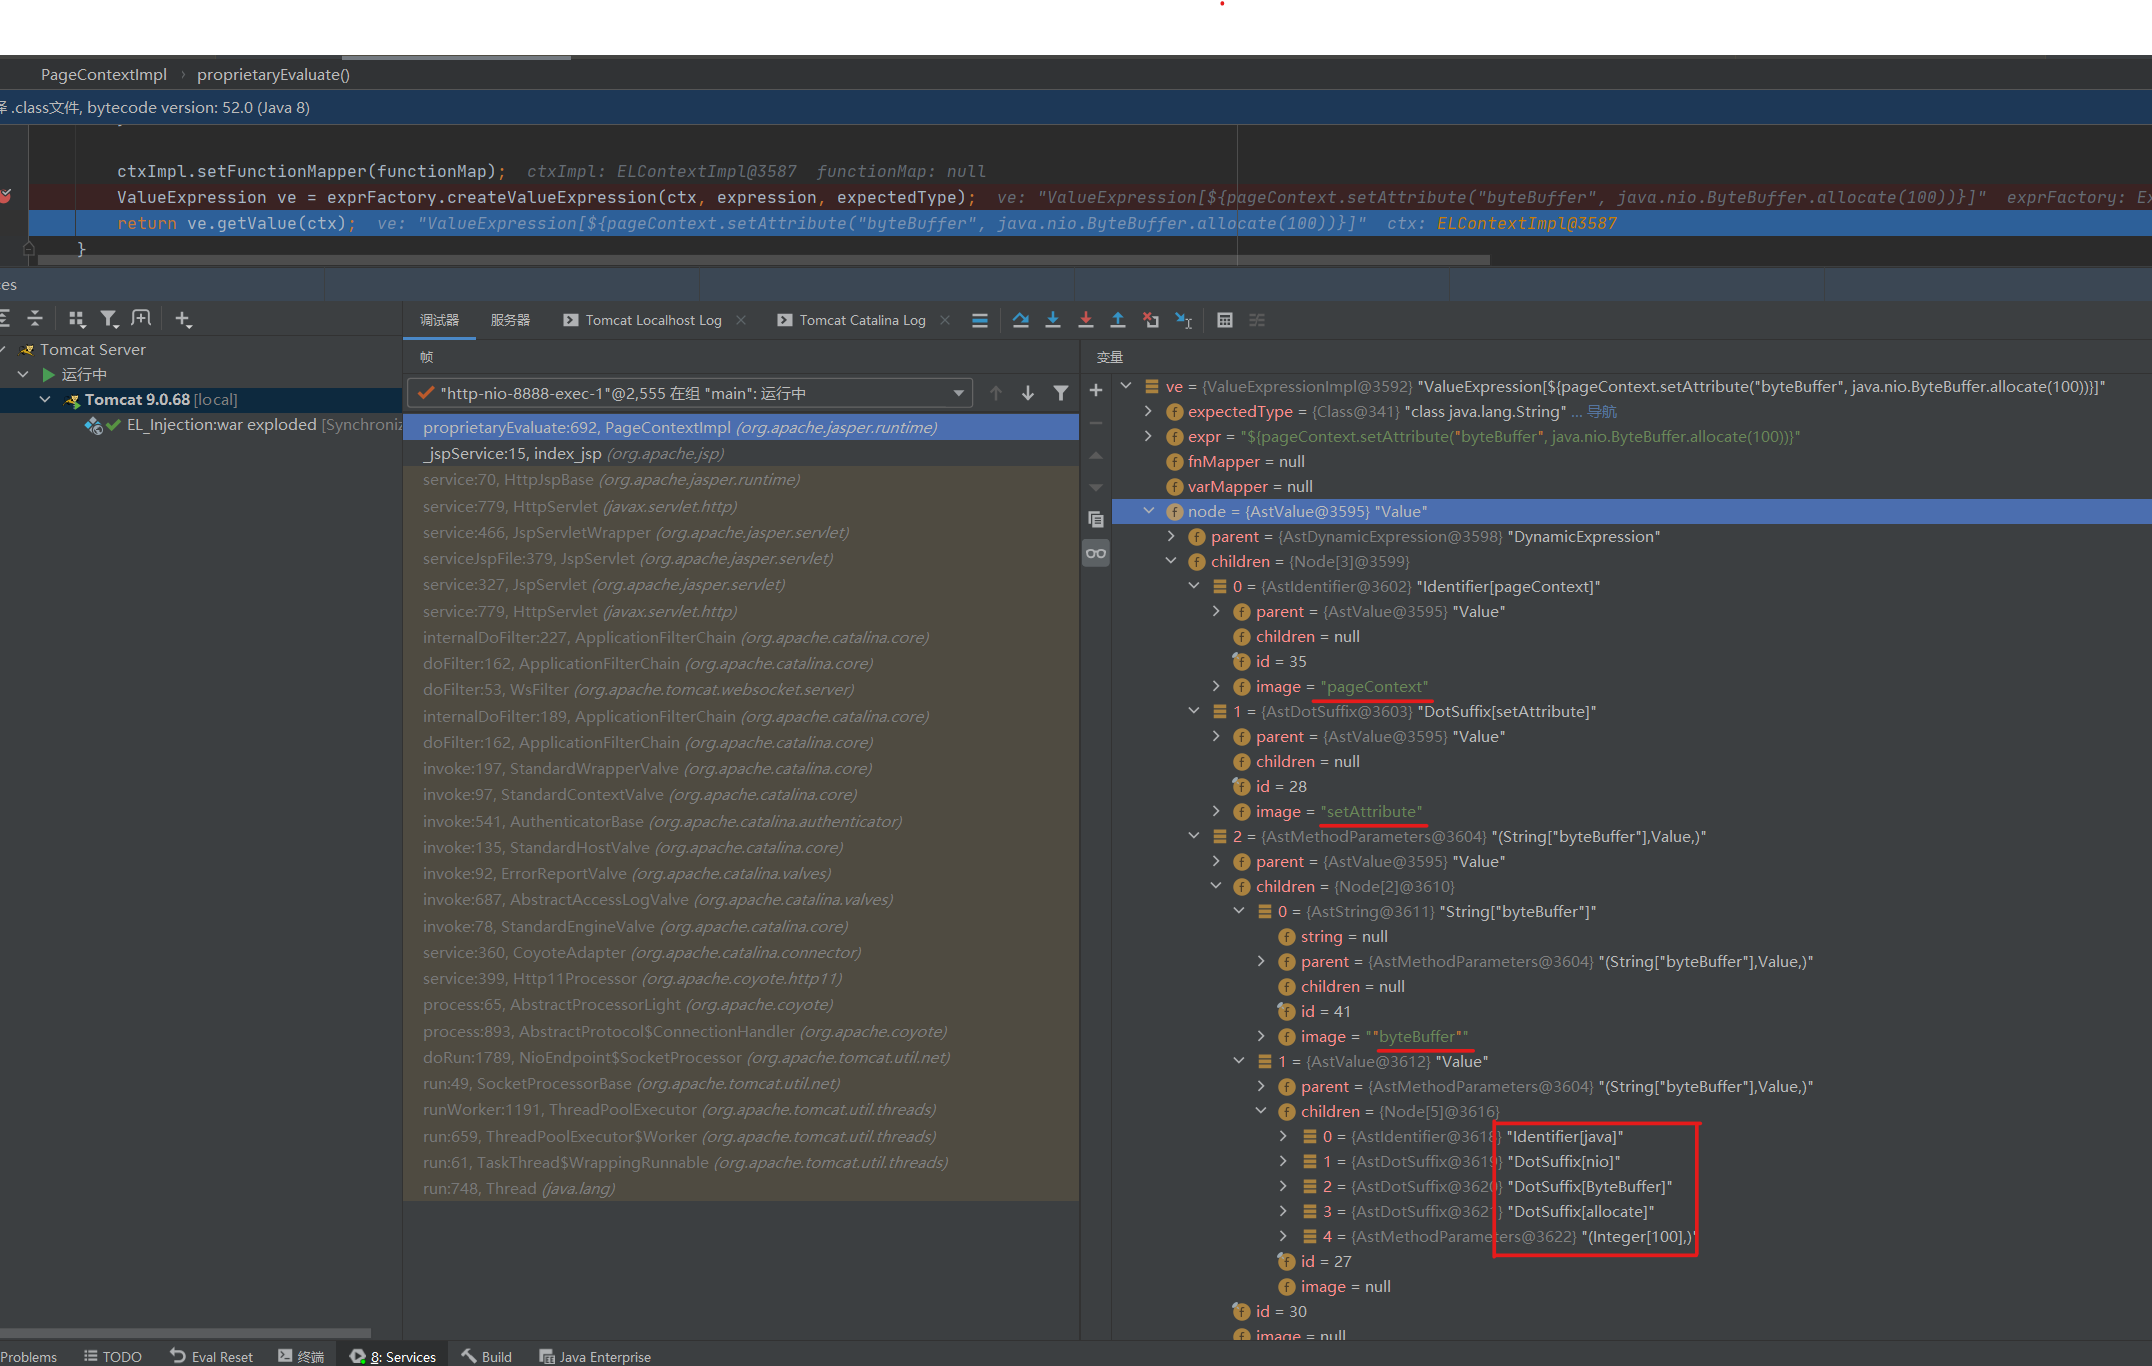 PageContextImpl › proprietaryEvaluate()
.class文件, bytecode version: 52.0 (Java 8)
ctxImpl.setFunctionMapper(functionMap); ctxImpl: ELContextImpl@3587 functionMap: null
ValueExpression ve = exprFactory.createValueExpression(ctx, expression, expectedType); ve: "ValueExpression[${pageContext.setAttribute("byteBuffer", java.nio.ByteBuffer.allocate(100))}]" exprFactory: Ex
return ve.getValue(ctx); ve: "ValueExpression[${pageContext.setAttribute("byteBuffer", java.nio.ByteBuffer.allocate(100))}]" ctx: ELContextImpl@3587
}
ces
调试器 服务器 Tomcat Localhost Log × Tomcat Catalina Log ×
Tomcat Server
运行中
Tomcat 9.0.68 [local]
EL_Injection:war exploded [Synchroniz
帧
"http-nio-8888-exec-1"@2,555 在组 "main": 运行中
proprietaryEvaluate:692, PageContextImpl (org.apache.jasper.runtime)
_jspService:15, index_jsp (org.apache.jsp)
service:70, HttpJspBase (org.apache.jasper.runtime)
service:779, HttpServlet (javax.servlet.http)
service:466, JspServletWrapper (org.apache.jasper.servlet)
serviceJspFile:379, JspServlet (org.apache.jasper.servlet)
service:327, JspServlet (org.apache.jasper.servlet)
service:779, HttpServlet (javax.servlet.http)
internalDoFilter:227, ApplicationFilterChain (org.apache.catalina.core)
doFilter:162, ApplicationFilterChain (org.apache.catalina.core)
doFilter:53, WsFilter (org.apache.tomcat.websocket.server)
internalDoFilter:189, ApplicationFilterChain (org.apache.catalina.core)
doFilter:162, ApplicationFilterChain (org.apache.catalina.core)
invoke:197, StandardWrapperValve (org.apache.catalina.core)
invoke:97, StandardContextValve (org.apache.catalina.core)
invoke:541, AuthenticatorBase (org.apache.catalina.authenticator)
invoke:135, StandardHostValve (org.apache.catalina.core)
invoke:92, ErrorReportValve (org.apache.catalina.valves)
invoke:687, AbstractAccessLogValve (org.apache.catalina.valves)
invoke:78, StandardEngineValve (org.apache.catalina.core)
service:360, CoyoteAdapter (org.apache.catalina.connector)
service:399, Http11Processor (org.apache.coyote.http11)
process:65, AbstractProcessorLight (org.apache.coyote)
process:893, AbstractProtocol$ConnectionHandler (org.apache.coyote)
doRun:1789, NioEndpoint$SocketProcessor (org.apache.tomcat.util.net)
run:49, SocketProcessorBase (org.apache.tomcat.util.net)
runWorker:1191, ThreadPoolExecutor (org.apache.tomcat.util.threads)
run:659, ThreadPoolExecutor$Worker (org.apache.tomcat.util.threads)
run:61, TaskThread$WrappingRunnable (org.apache.tomcat.util.threads)
run:748, Thread (java.lang)
变量
ve = {ValueExpressionImpl@3592} "ValueExpression[${pageContext.setAttribute("byteBuffer", java.nio.ByteBuffer.allocate(100))}]"
expectedType = {Class@341} "class java.lang.String" ... 导航
expr = "${pageContext.setAttribute("byteBuffer", java.nio.ByteBuffer.allocate(100))}"
fnMapper = null
varMapper = null
node = {AstValue@3595} "Value"
parent = {AstDynamicExpression@3598} "DynamicExpression"
children = {Node[3]@3599}
0 = {AstIdentifier@3602} "Identifier[pageContext]"
parent = {AstValue@3595} "Value"
children = null
id = 35
image = "pageContext"
1 = {AstDotSuffix@3603} "DotSuffix[setAttribute]"
parent = {AstValue@3595} "Value"
children = null
id = 28
image = "setAttribute"
2 = {AstMethodParameters@3604} "(String["byteBuffer"],Value,)"
parent = {AstValue@3595} "Value"
children = {Node[2]@3610}
0 = {AstString@3611} "String["byteBuffer"]"
string = null
parent = {AstMethodParameters@3604} "(String["byteBuffer"],Value,)"
children = null
id = 41
image = ""byteBuffer""
1 = {AstValue@3612} "Value"
parent = {AstMethodParameters@3604} "(String["byteBuffer"],Value,)"
children = {Node[5]@3616}
0 = {AstIdentifier@3618} "Identifier[java]"
1 = {AstDotSuffix@3619} "DotSuffix[nio]"
2 = {AstDotSuffix@3620} "DotSuffix[ByteBuffer]"
3 = {AstDotSuffix@3621} "DotSuffix[allocate]"
4 = {AstMethodParameters@3622} "(Integer[100],)"
id = 27
image = null
id = 30
image = null
Problems TODO Eval Reset 终端 8: Services Build Java Enterprise